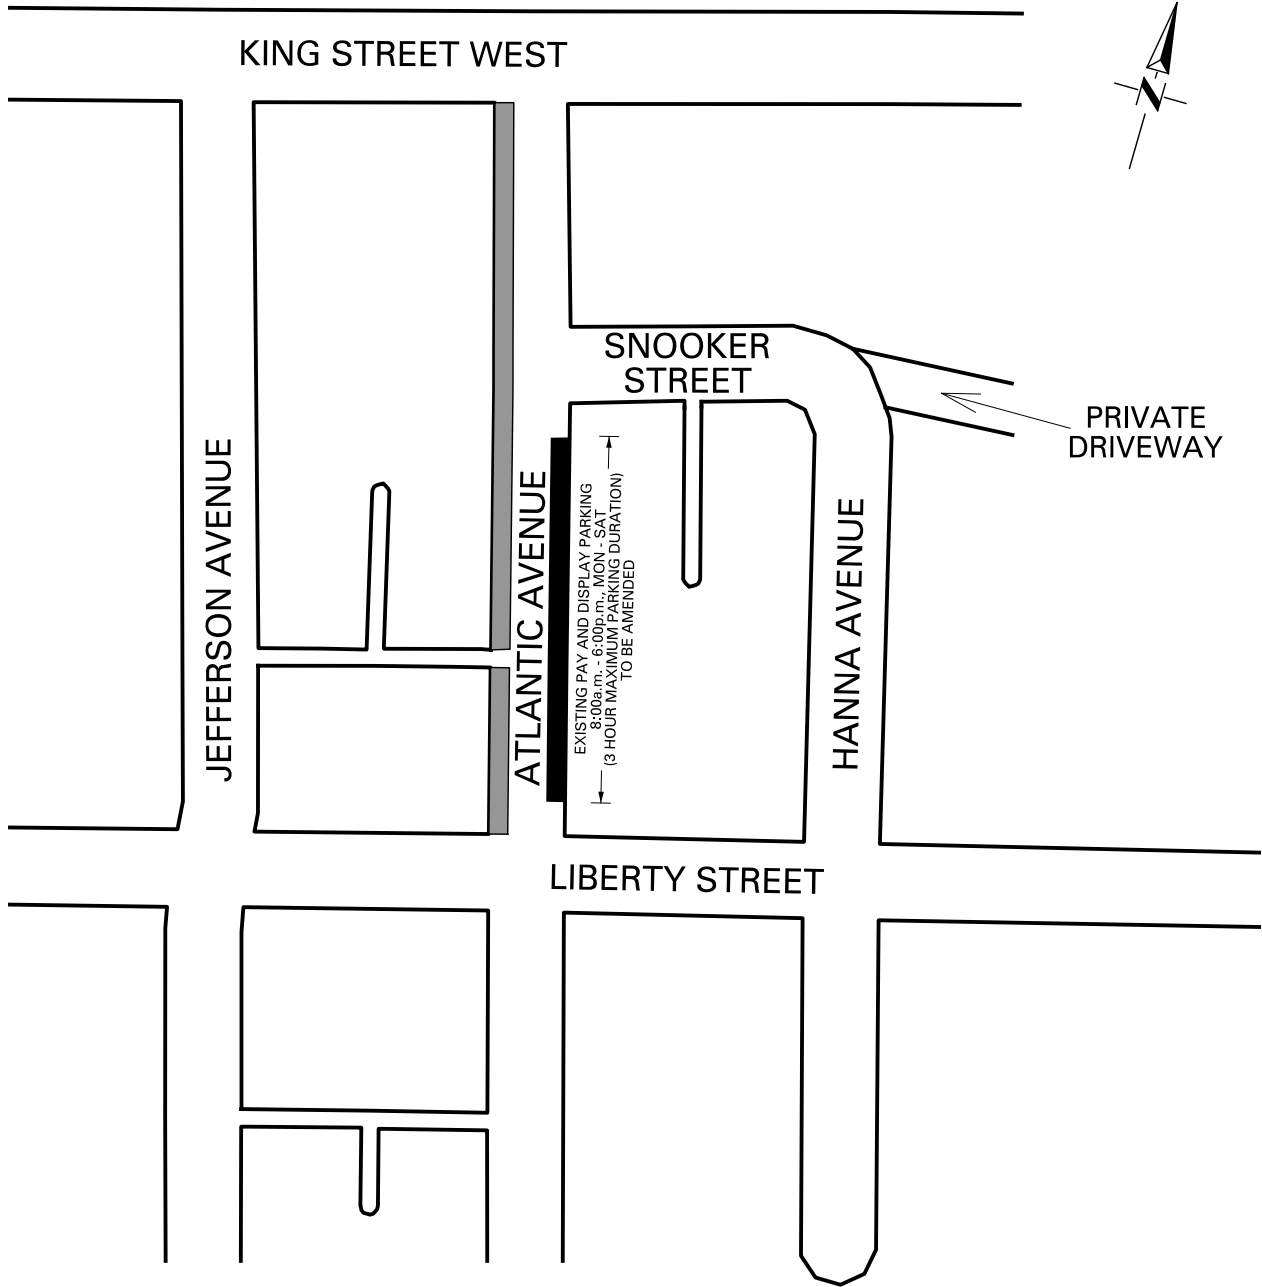 KING STREET WEST
N
SNOOKER
STREET
PRIVATE
DRIVEWAY
JEFFERSON AVENUE
ATLANTIC AVENUE
EXISTING PAY AND DISPLAY PARKING
8:00a.m. - 6:00p.m., MON - SAT
(3 HOUR MAXIMUM PARKING DURATION)
TO BE AMENDED
HANNA AVENUE
LIBERTY STREET